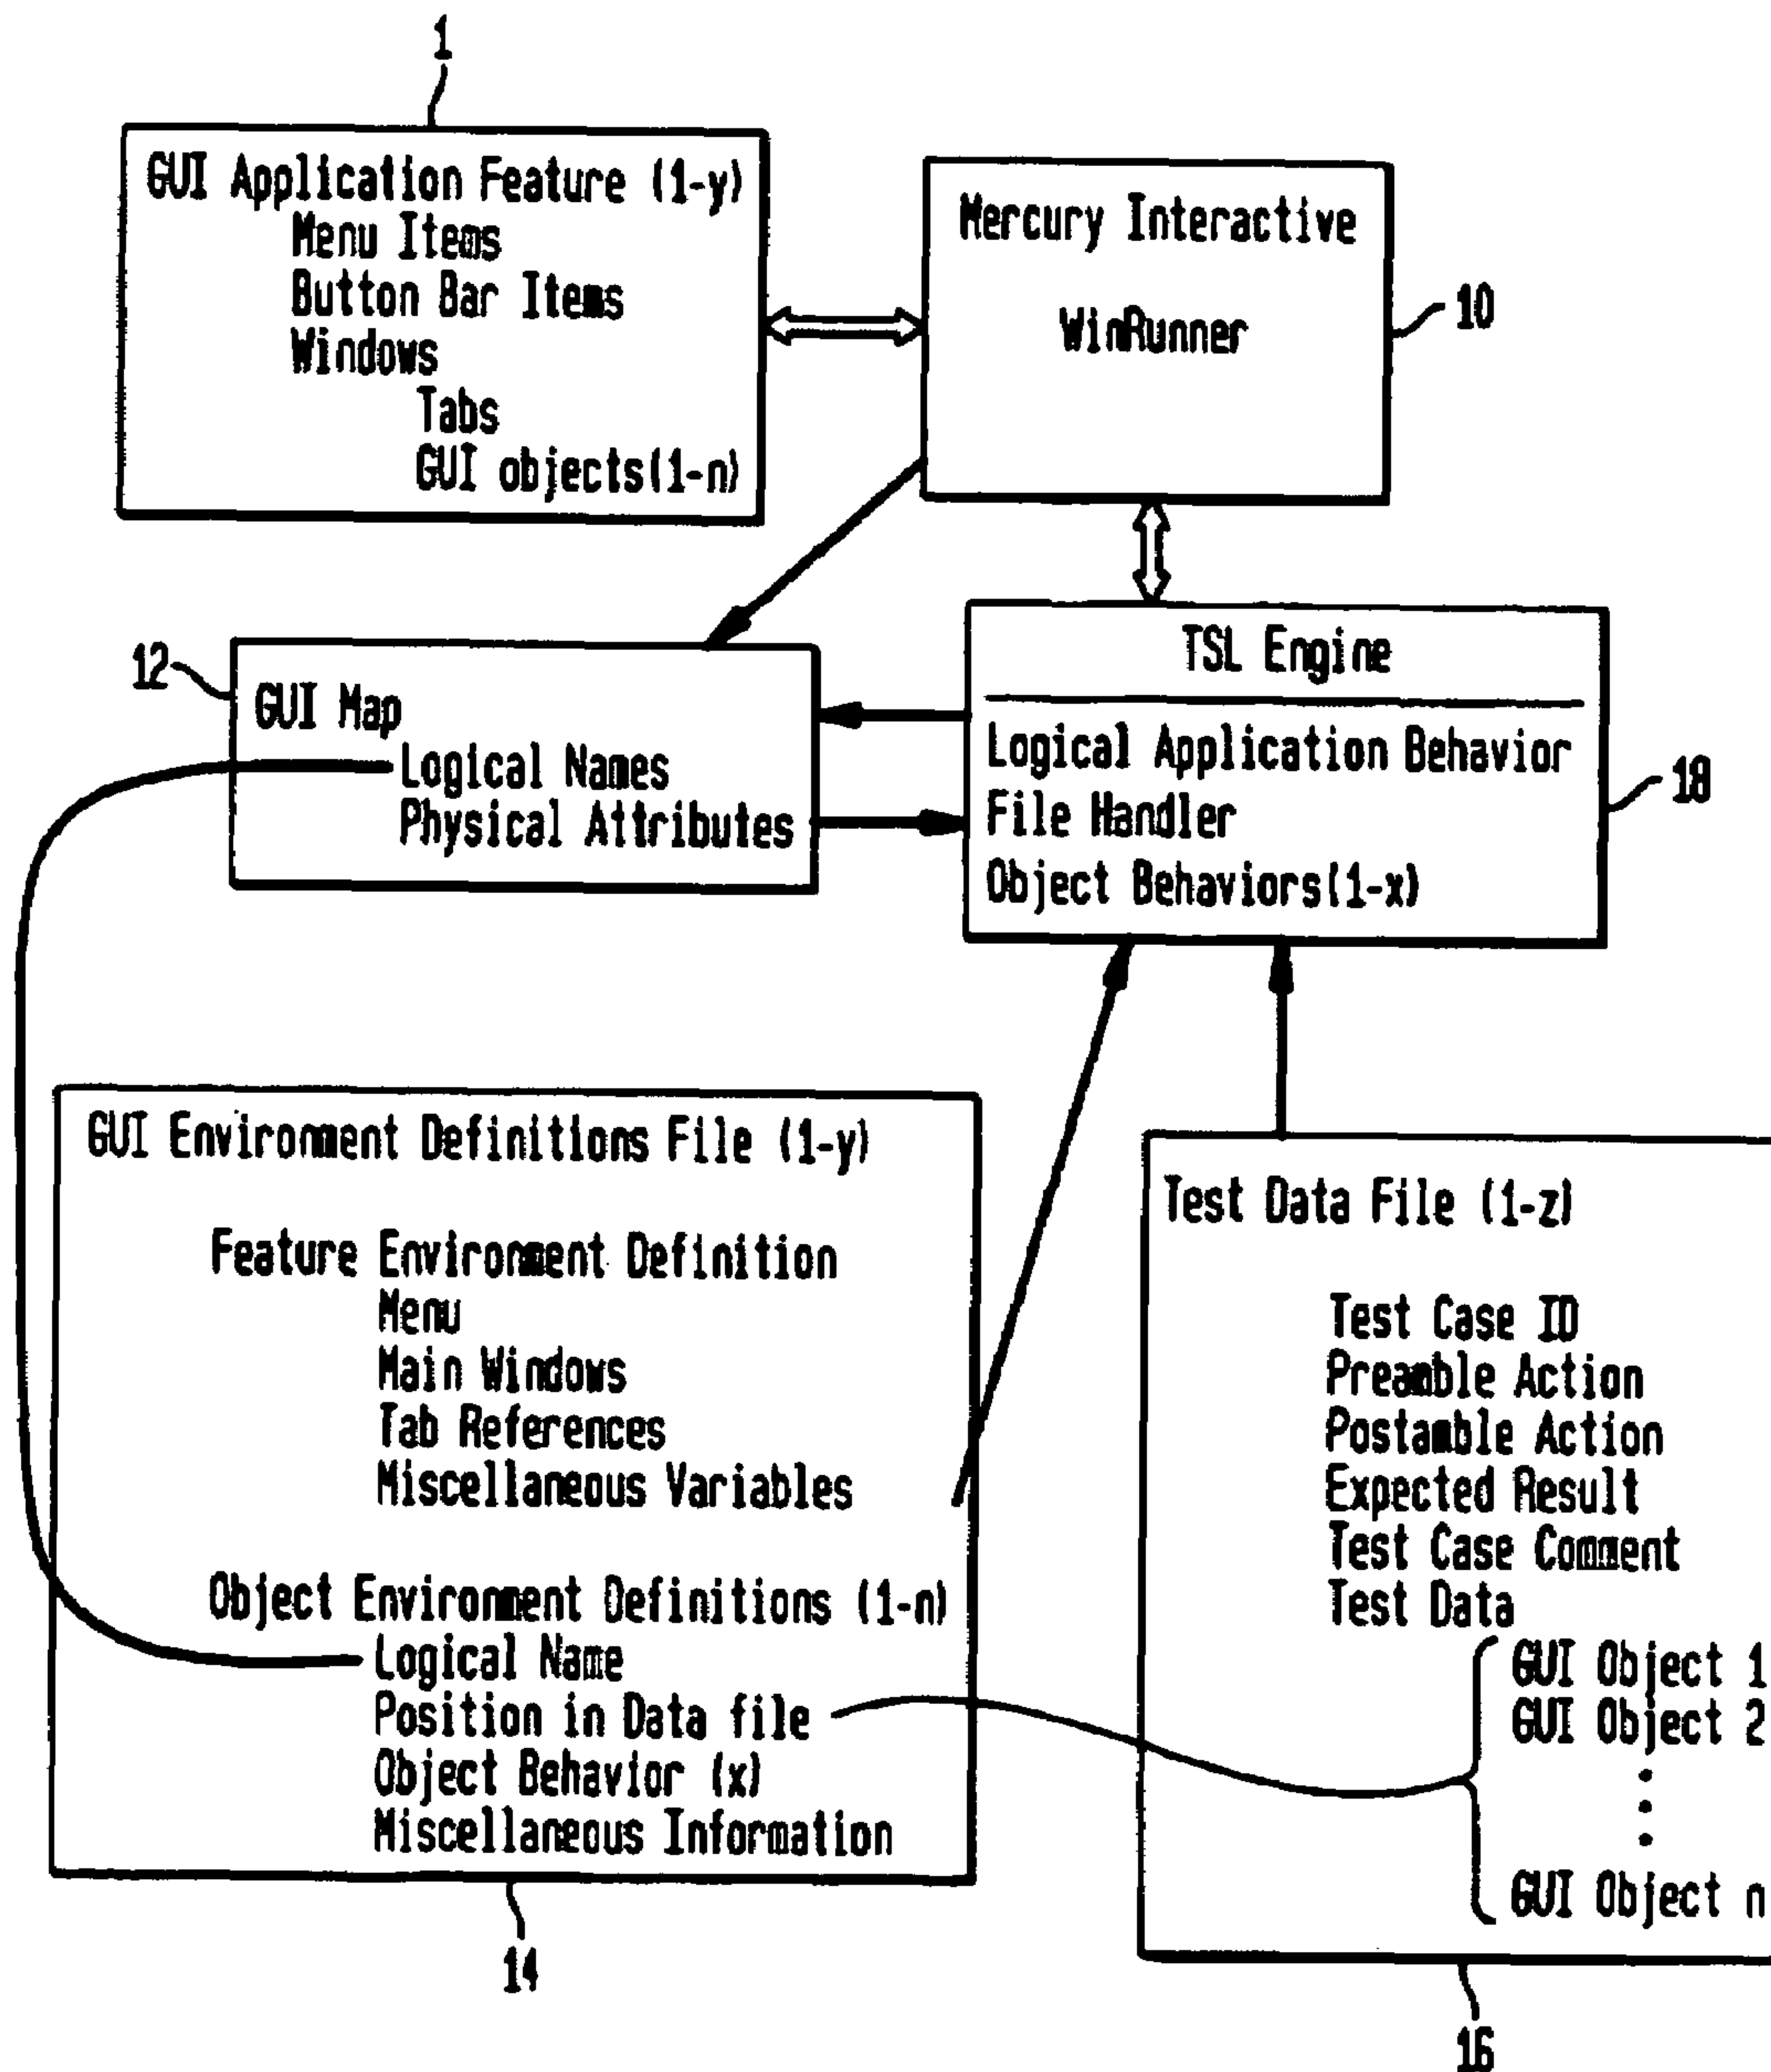 1
GUI Application Feature (1-y)
Menu Items
Button Bar Items
Windows
Tabs
GUI objects(1-n)
Mercury Interactive
WinRunner
10
12
GUI Map
Logical Names
Physical Attributes
TSL Engine
Logical Application Behavior
File Handler
Object Behaviors(1-x)
18
GUI Environment Definitions File (1-y)
Feature Environment Definition
Menu
Main Windows
Tab References
Miscellaneous Variables
Object Environment Definitions (1-n)
Logical Name
Position in Data file
Object Behavior (x)
Miscellaneous Information
14
Test Data File (1-z)
Test Case ID
Preamble Action
Postamble Action
Expected Result
Test Case Comment
Test Data
GUI Object 1
GUI Object 2
GUI Object n
16